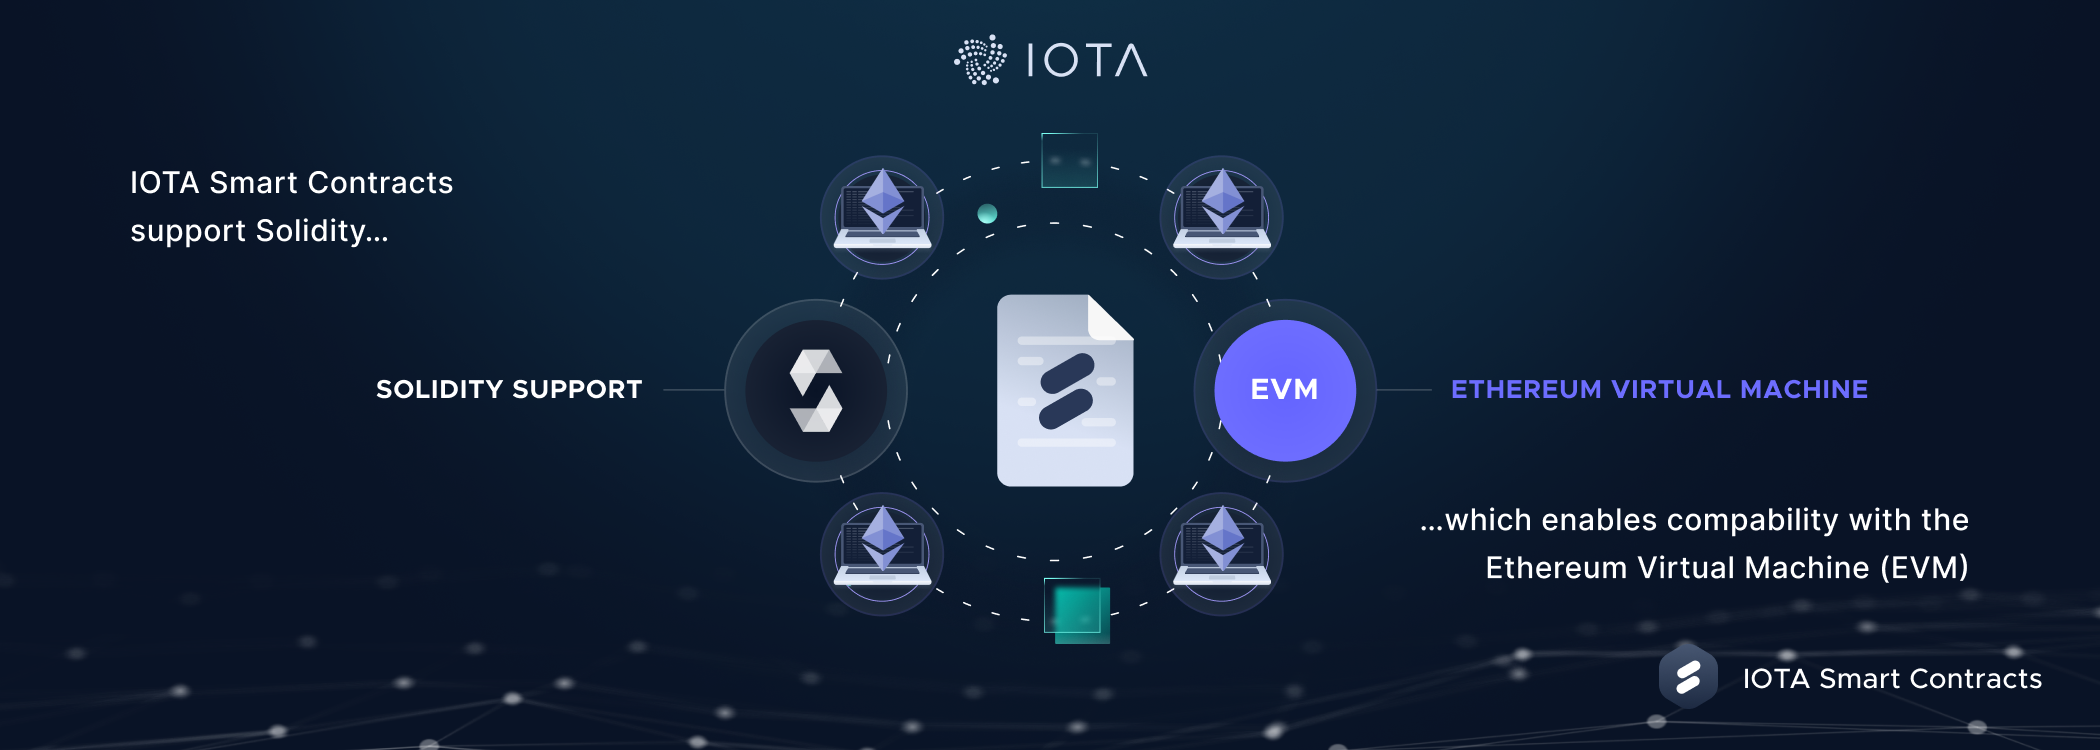 IOTA
IOTA Smart Contracts
support Solidity...
SOLIDITY SUPPORT
EVM
ETHEREUM VIRTUAL MACHINE
...which enables compability with the
Ethereum Virtual Machine (EVM)
IOTA Smart Contracts